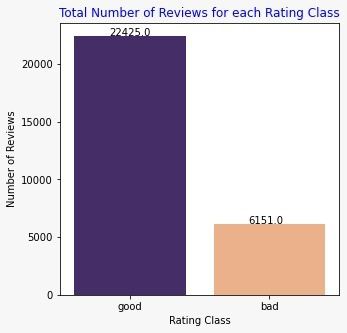 Total Number of Reviews for each Rating Class
22425.0
20000
15000
Number of Reviews
10000
6151.0
5000
0
good
bad
Rating Class